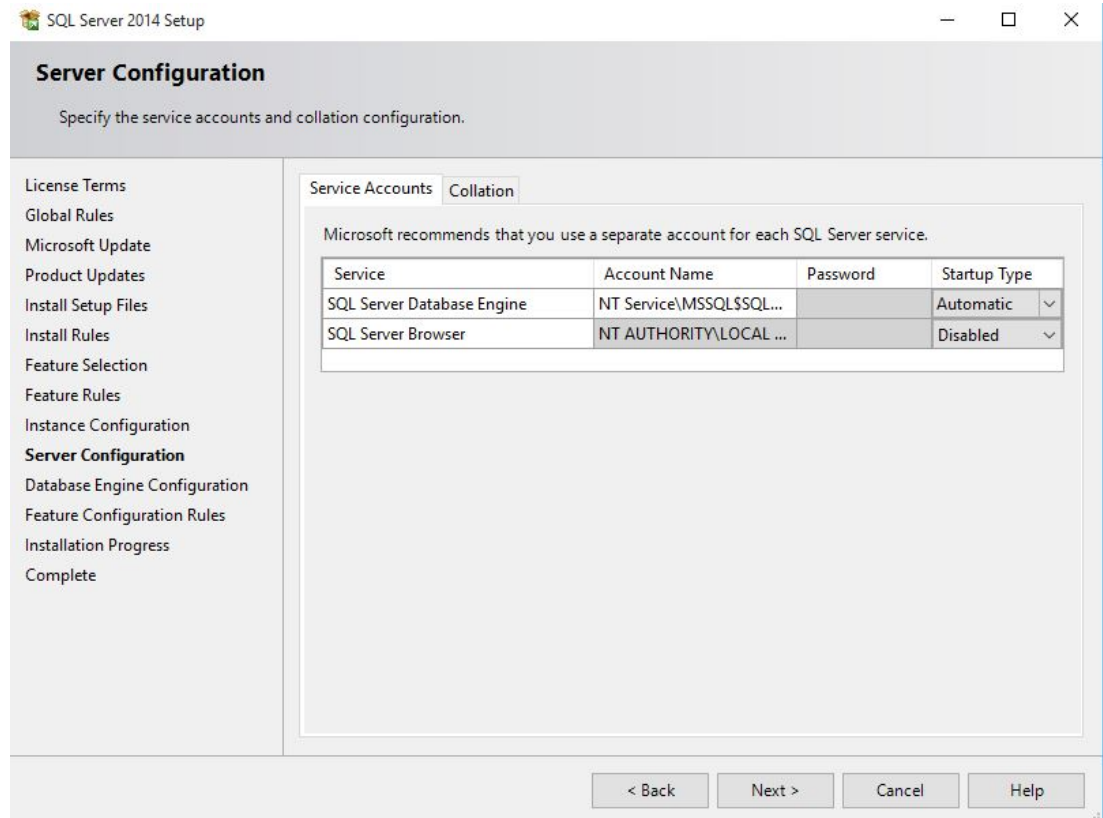 SQL Server 2014 Setup
Server Configuration
Specify the service accounts and collation configuration.
License Terms
Global Rules
Microsoft Update
Product Updates
Install Setup Files
Install Rules
Feature Selection
Feature Rules
Instance Configuration
Server Configuration
Database Engine Configuration
Feature Configuration Rules
Installation Progress
Complete
Service Accounts Collation
Microsoft recommends that you use a separate account for each SQL Server service.
Service Account Name Password Startup Type
SQL Server Database Engine NT Service\MSSQL$SQL... Automatic
SQL Server Browser NT AUTHORITY\LOCAL ... Disabled
< Back Next > Cancel Help